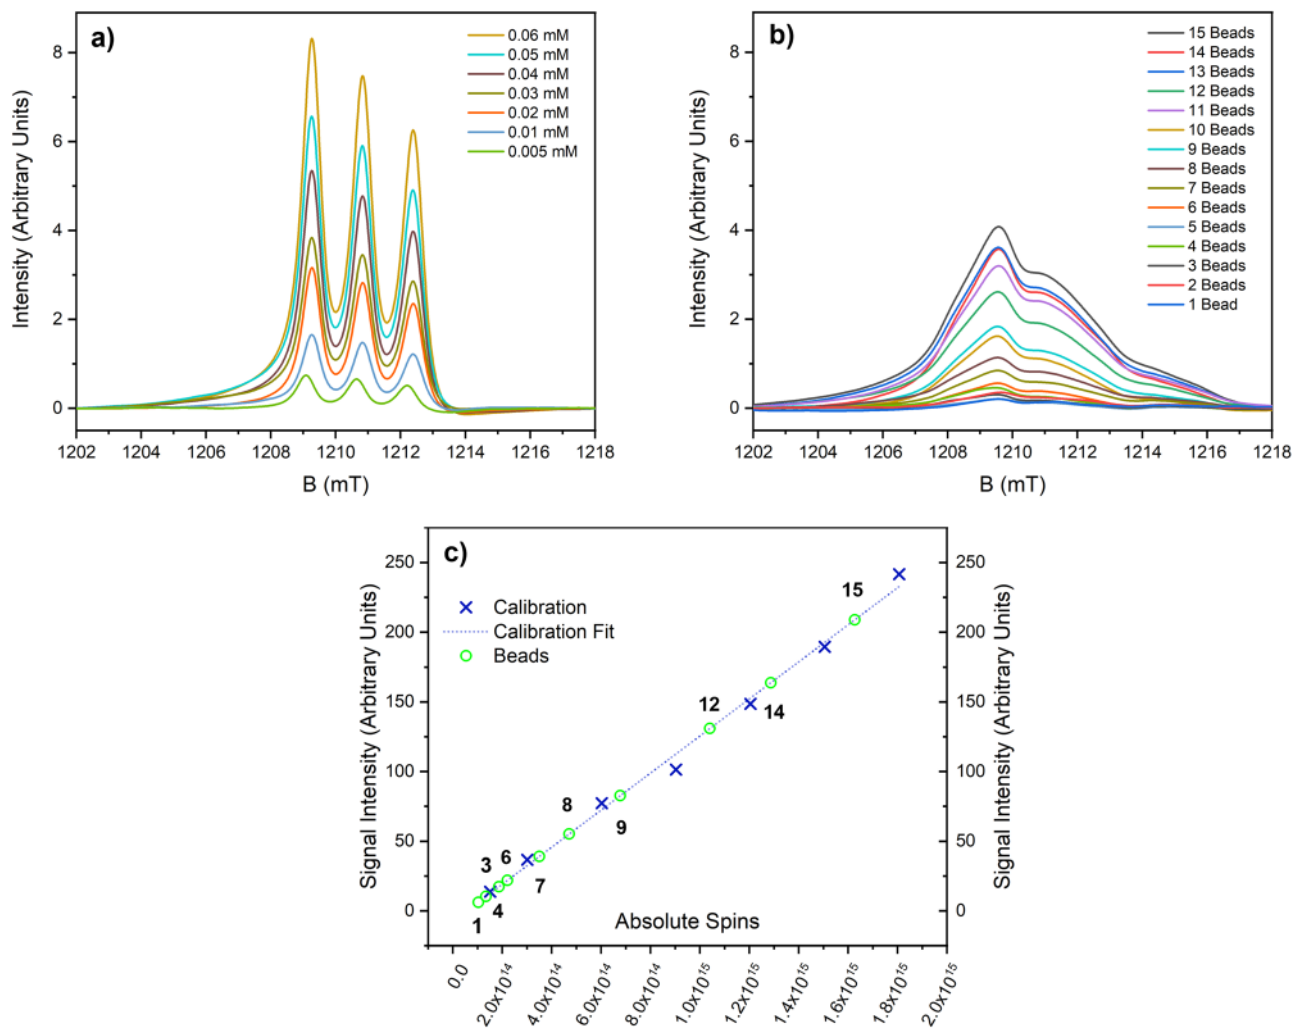 a)
0.06 mM
0.05 mM
0.04 mM
0.03 mM
0.02 mM
0.01 mM
0.005 mM
Intensity (Arbitrary Units)
8
6
4
2
0
1202 1204 1206 1208 1210 1212 1214 1216 1218
B (mT)
b)
15 Beads
14 Beads
13 Beads
12 Beads
11 Beads
10 Beads
9 Beads
8 Beads
7 Beads
6 Beads
5 Beads
4 Beads
3 Beads
2 Beads
1 Bead
Intensity (Arbitrary Units)
8
6
4
2
0
1202 1204 1206 1208 1210 1212 1214 1216 1218
B (mT)
c)
Calibration
Calibration Fit
Beads
Signal Intensity (Arbitrary Units)
250
200
150
100
50
0
15
12
14
8
9
3 6
7
4
1
Absolute Spins
250
200
150
100
50
0
Signal Intensity (Arbitrary Units)
0.0 2.0x10¹⁴ 4.0x10¹⁴ 6.0x10¹⁴ 8.0x10¹⁴ 1.0x10¹⁵ 1.2x10¹⁵ 1.4x10¹⁵ 1.6x10¹⁵ 1.8x10¹⁵ 2.0x10¹⁵